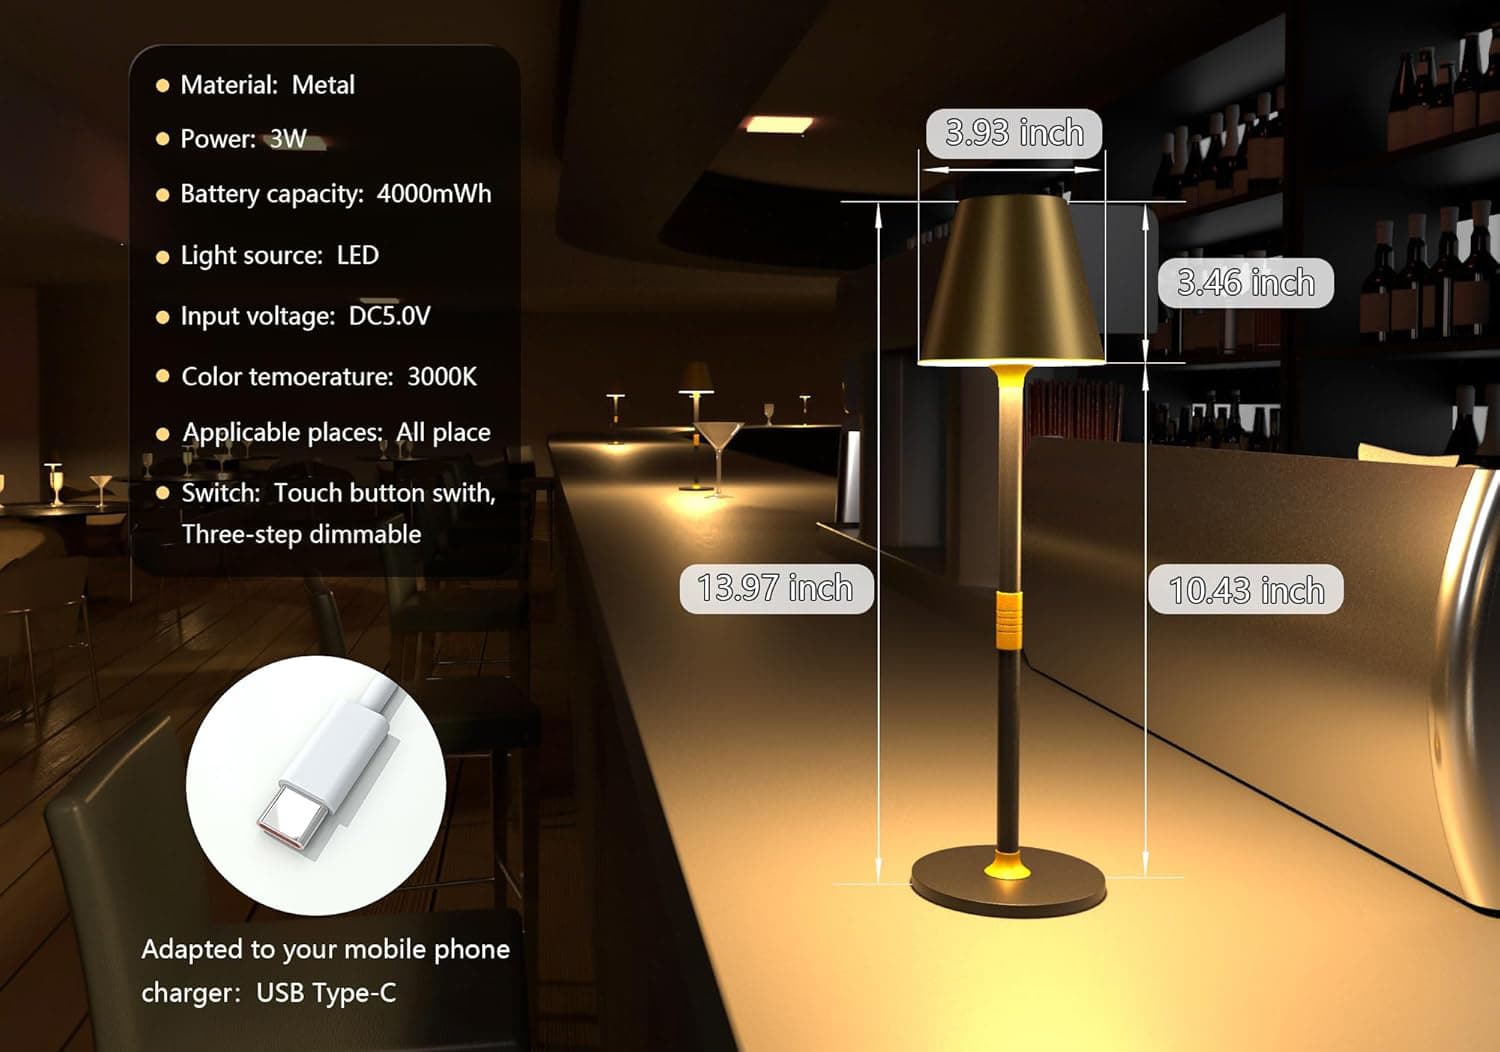 Material: Metal
Power: 3W
Battery capacity: 4000mWh
Light source: LED
Input voltage: DC5.0V
Color temoerature: 3000K
Applicable places: All place
Switch: Touch button swith,
Three-step dimmable
Adapted to your mobile phone
charger: USB Type-C
3.93 inch
3.46 inch
13.97 inch
10.43 inch